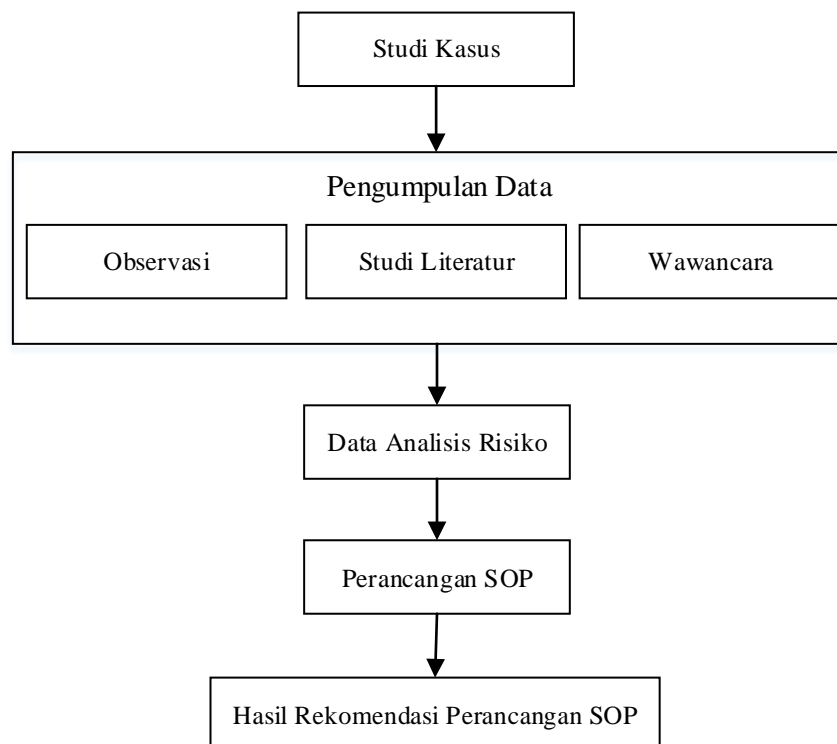 Studi Kasus
Pengumpulan Data
Observasi
Studi Literatur
Wawancara
Data Analisis Risiko
Perancangan SOP
Hasil Rekomendasi Perancangan SOP